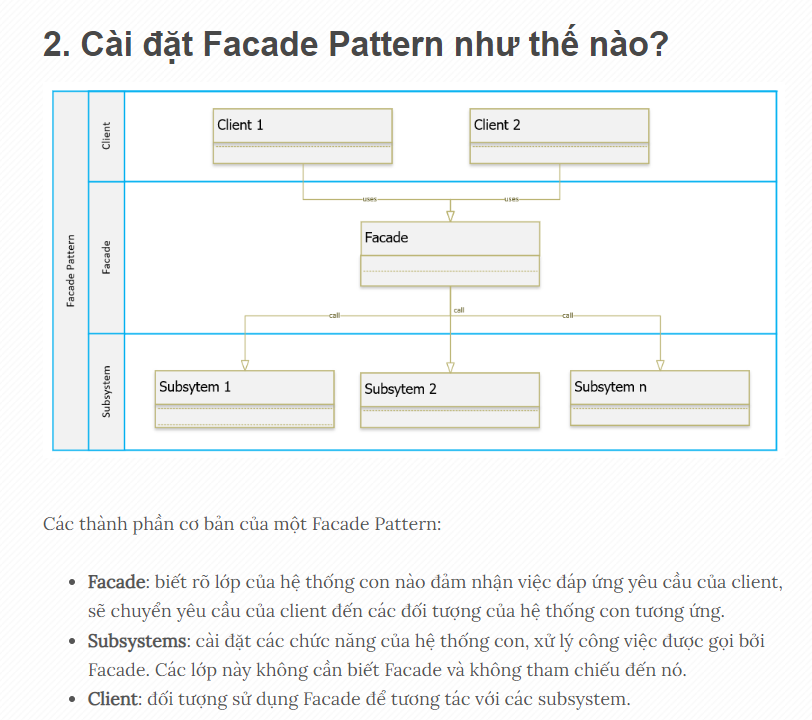 2. Cài đặt Facade Pattern như thế nào?
Facade Pattern
Client
Client 1
Client 2
uses
uses
Facade
Facade
call
call
call
Subsystem
Subsytem 1
Subsytem 2
Subsytem n
Các thành phần cơ bản của một Facade Pattern:
Facade: biết rõ lớp của hệ thống con nào đảm nhận việc đáp ứng yêu cầu của client,
sẽ chuyển yêu cầu của client đến các đối tượng của hệ thống con tương ứng.
Subsystems: cài đặt các chức năng của hệ thống con, xử lý công việc được gọi bởi
Facade. Các lớp này không cần biết Facade và không tham chiếu đến nó.
Client: đối tượng sử dụng Facade để tương tác với các subsystem.